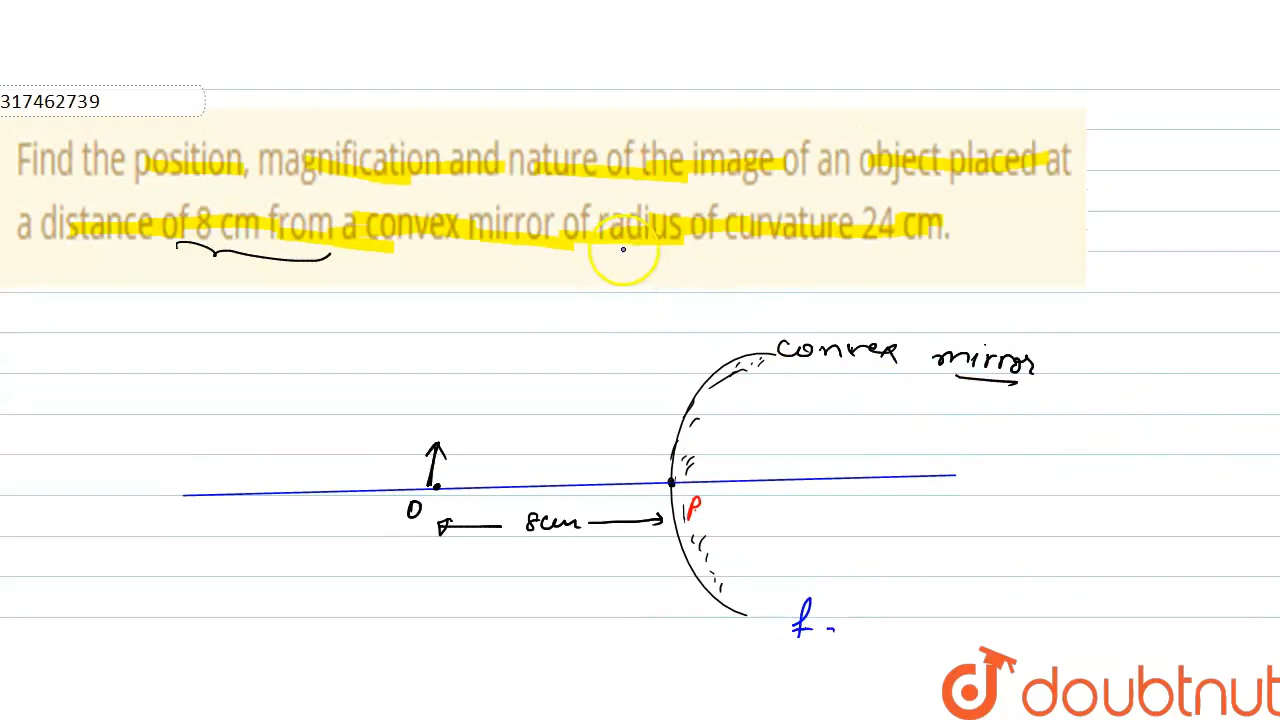 317462739
Find the position, magnification and nature of the image of an object placed at
a distance of 8 cm from a convex mirror of radius of curvature 24 cm.
convex mirror
O
8cm
P
f -
doubtnut